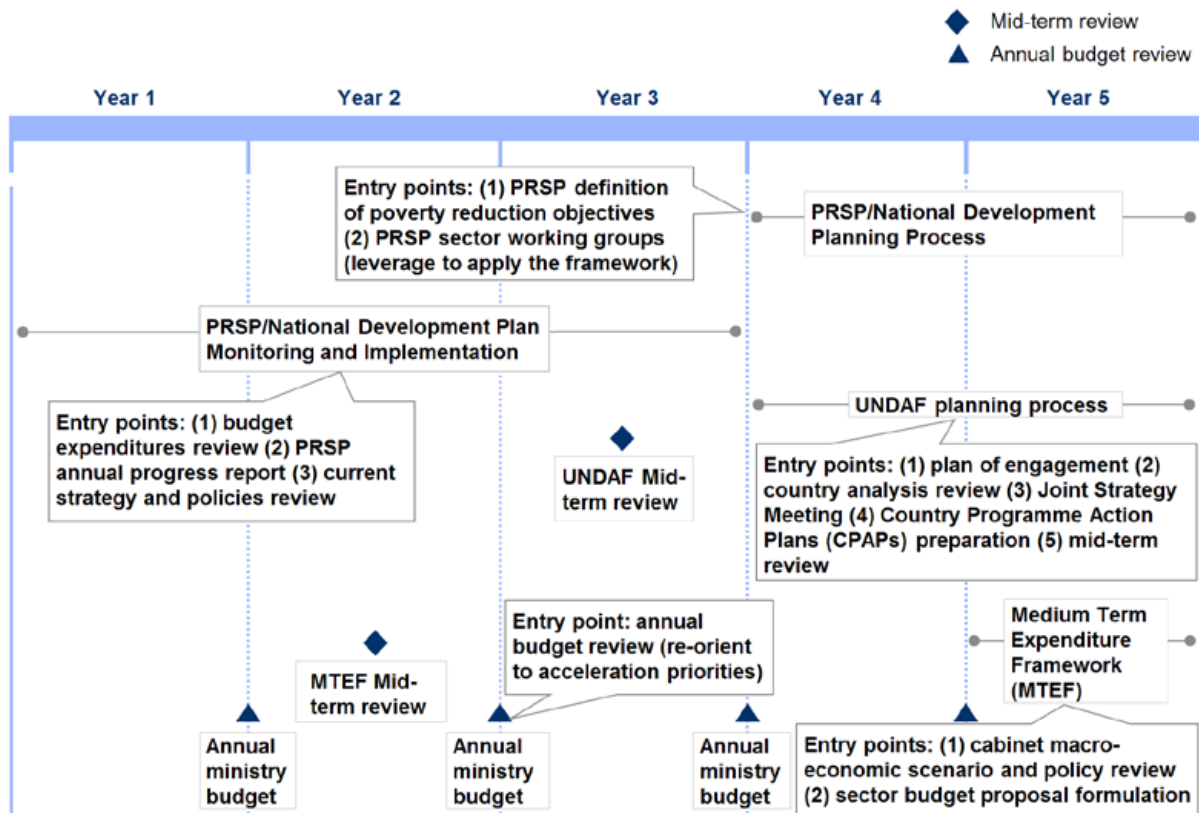 Mid-term review
Annual budget review
Year 1
Year 2
Year 3
Year 4
Year 5
Entry points: (1) PRSP definition
of poverty reduction objectives
(2) PRSP sector working groups
(leverage to apply the framework)
PRSP/National Development
Planning Process
PRSP/National Development Plan
Monitoring and Implementation
Entry points: (1) budget
expenditures review (2) PRSP
annual progress report (3) current
strategy and policies review
UNDAF planning process
Entry points: (1) plan of engagement (2)
country analysis review (3) Joint Strategy
Meeting (4) Country Programme Action
Plans (CPAPs) preparation (5) mid-term
review
UNDAF Mid-
term review
Entry point: annual
budget review (re-orient
to acceleration priorities)
Medium Term
Expenditure
Framework
(MTEF)
MTEF Mid-
term review
Annual
ministry
budget
Annual
ministry
budget
Annual
ministry
budget
Entry points: (1) cabinet macro-
economic scenario and policy review
(2) sector budget proposal formulation